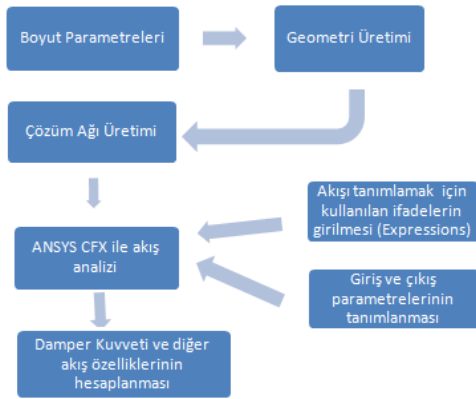 Boyut Parametreleri
Geometri Üretimi
Çözüm Ağı Üretimi
Akışı tanımlamak için
kullanılan ifadelerin
girilmesi (Expressions)
ANSYS CFX ile akış
analizi
Giriş ve çıkış
parametrelerinin
tanımlanması
Damper Kuvveti ve diğer
akış özelliklerinin
hesaplanması